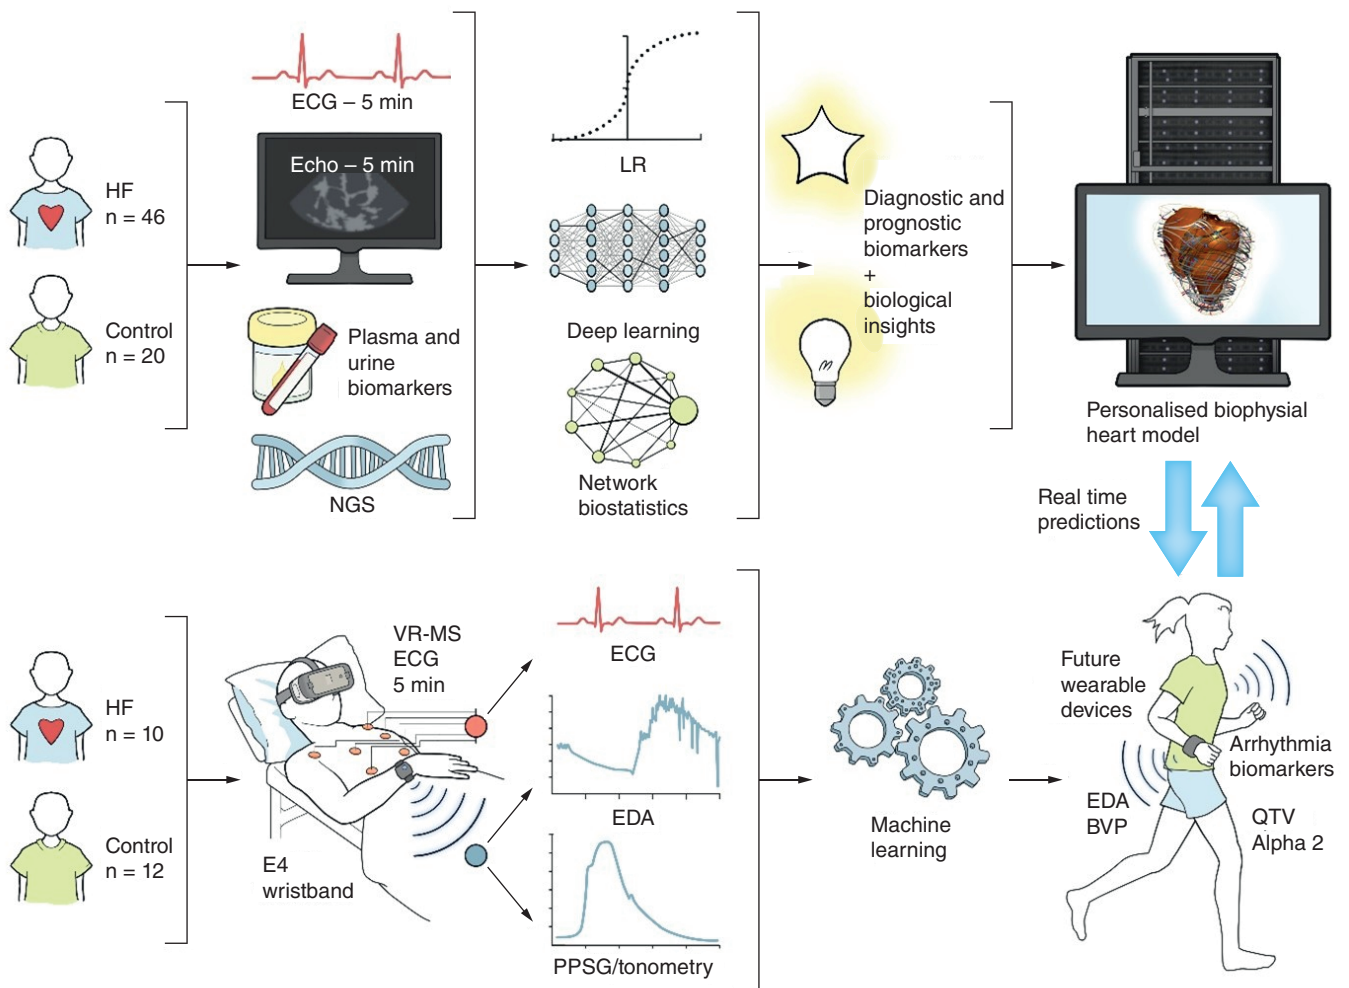 HF
n = 46
Control
n = 20
ECG – 5 min
Echo – 5 min
Plasma and
urine
biomarkers
NGS
LR
Deep learning
Network
biostatistics
Diagnostic and
prognostic
biomarkers
+
biological
insights
Personalised biophysial
heart model
Real time
predictions
HF
n = 10
Control
n = 12
VR-MS
ECG
5 min
E4
wristband
ECG
EDA
PPSG/tonometry
Machine
learning
Future
wearable
devices
Arrhythmia
biomarkers
EDA
BVP
QTV
Alpha 2